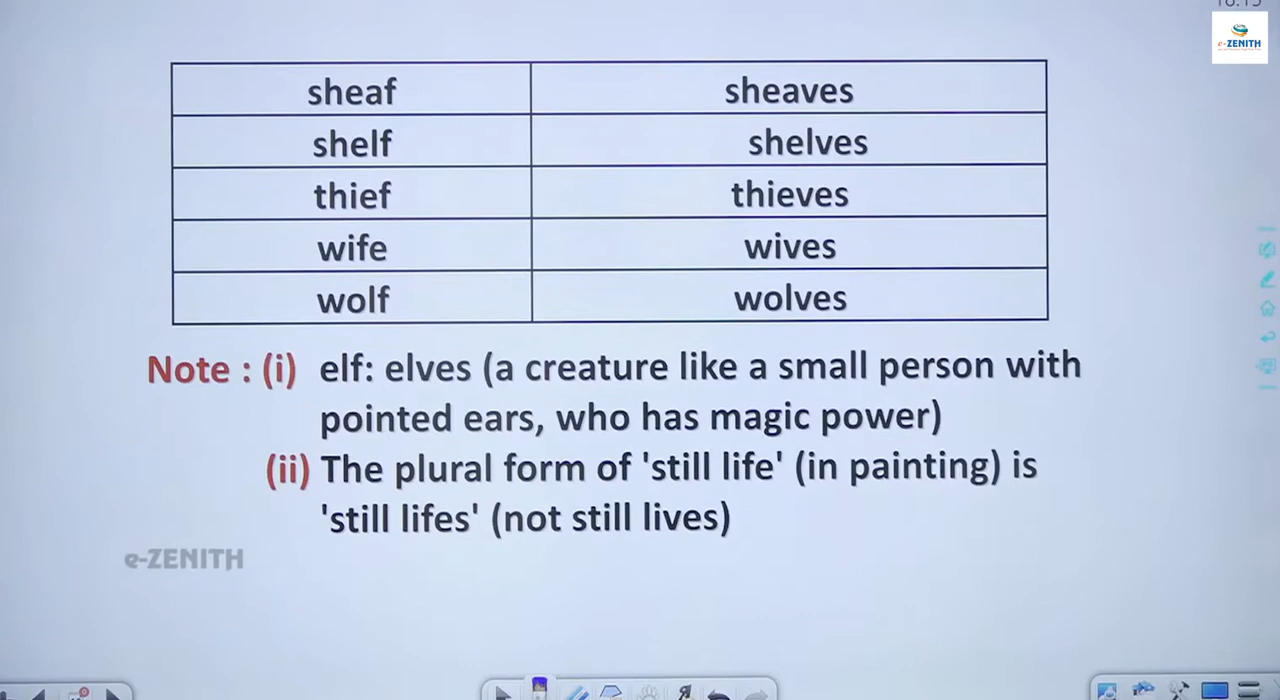 e-ZENITH
sheaf sheaves
shelf shelves
thief thieves
wife wives
wolf wolves
Note : (i) elf: elves (a creature like a small person with
pointed ears, who has magic power)
(ii) The plural form of 'still life' (in painting) is
'still lifes' (not still lives)
e-ZENITH